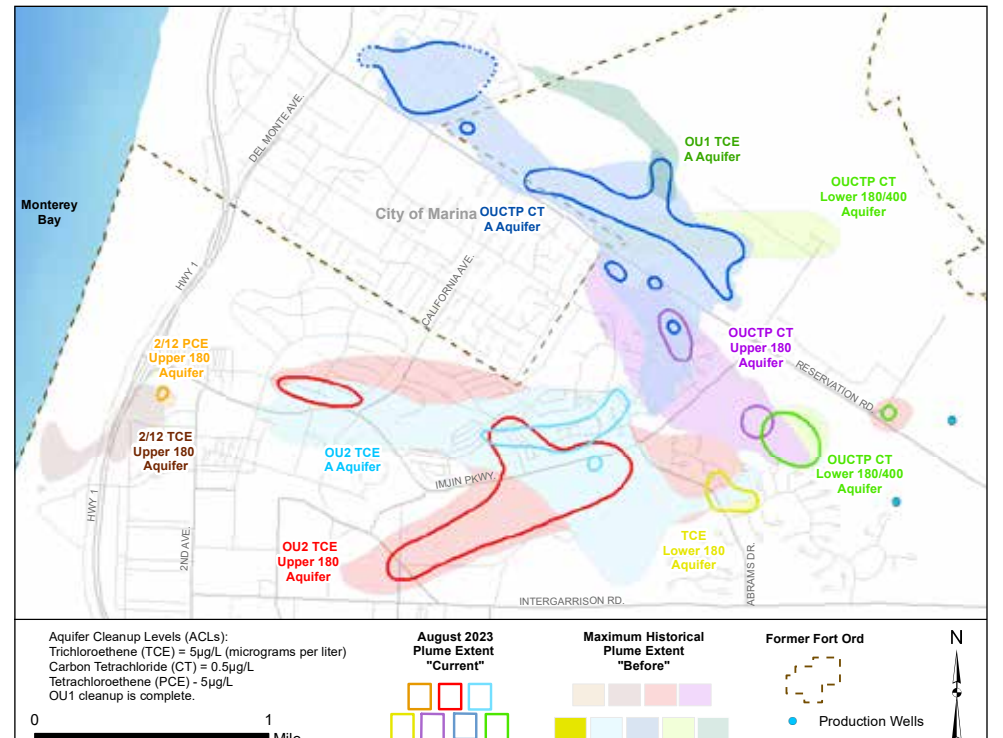 DEL MONTE AVE.
OU1 TCE
A Aquifer
OUCTP CT
Lower 180/400
Aquifer
Monterey
Bay
City of Marina
OUCTP CT
A Aquifer
HWY 1
CALIFORNIA AVE.
2/12 PCE
Upper 180
Aquifer
OUCTP CT
Upper 180
Aquifer
RESERVATION RD.
2/12 TCE
Upper 180
Aquifer
OU2 TCE
A Aquifer
OUCTP CT
Lower 180/400
Aquifer
IMJIN PKWY.
HWY 1
2ND AVE.
OU2 TCE
Upper 180
Aquifer
TCE
Lower 180
Aquifer
ABRAMS DR.
INTERGARRISON RD.
Aquifer Cleanup Levels (ACLs):
Trichloroethene (TCE) = 5µg/L (micrograms per liter)
Carbon Tetrachloride (CT) = 0.5µg/L
Tetrachloroethene (PCE) - 5µg/L
OU1 cleanup is complete.
0 1
Mile
August 2023
Plume Extent
"Current"
Maximum Historical
Plume Extent
"Before"
Former Fort Ord
Production Wells
N